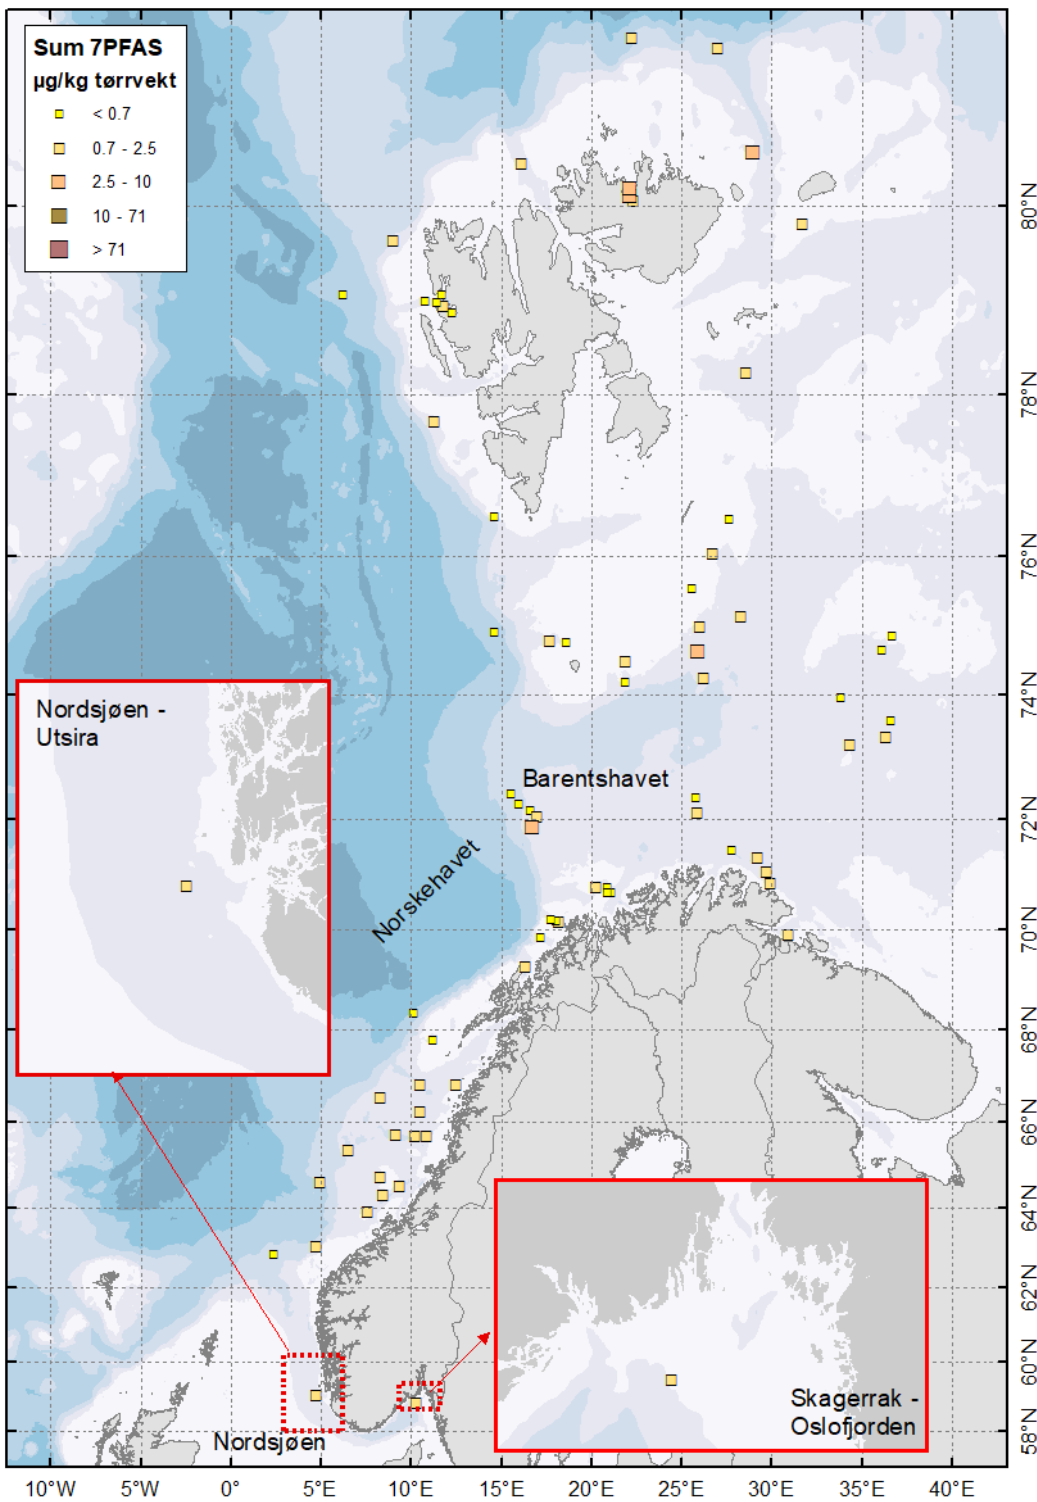 Sum 7PFAS
µg/kg tørrvekt
< 0.7
0.7 - 2.5
2.5 - 10
10 - 71
> 71
80°N
78°N
76°N
74°N
72°N
70°N
68°N
66°N
64°N
62°N
60°N
58°N
Nordsjøen -
Utsira
Barentshavet
Norskehavet
Skagerrak -
Oslofjorden
Nordsjøen
10°W
5°W
0°
5°E
10°E
15°E
20°E
25°E
30°E
35°E
40°E